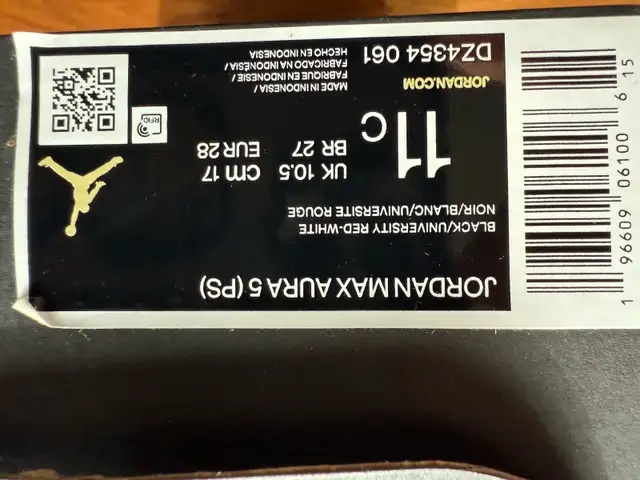 JORDAN MAX AURA 5 (PS)
BLACK/UNIVERSITY RED-WHITE
NOIR/BLANC/UNIVERSITE ROUGE
11C
UK 10.5 cm 17
BR 27 EUR 28
MADE IN INDONESIA /
FABRIQUE EN INDONESIE /
FABRICADO NA INDONÉSIA /
HECHO EN INDONESIA
JORDAN.COM
DZ4354 061
RFID
1 96609 06100 6 15